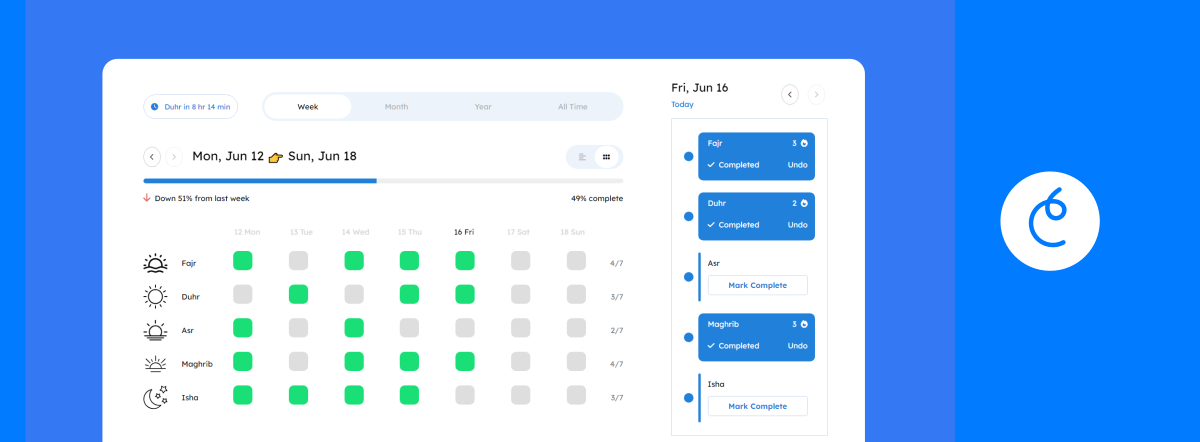 Duhr in 8 hr 14 min
Week Month Year All Time
Mon, Jun 12 👉 Sun, Jun 18
Down 51% from last week 49% complete
12 Mon 13 Tue 14 Wed 15 Thu 16 Fri 17 Sat 18 Sun
Fajr 4/7
Duhr 3/7
Asr 2/7
Maghrib 4/7
Isha 3/7
Fri, Jun 16
Today
Fajr 3
Completed Undo
Duhr 2
Completed Undo
Asr
Mark Complete
Maghrib 3
Completed Undo
Isha
Mark Complete